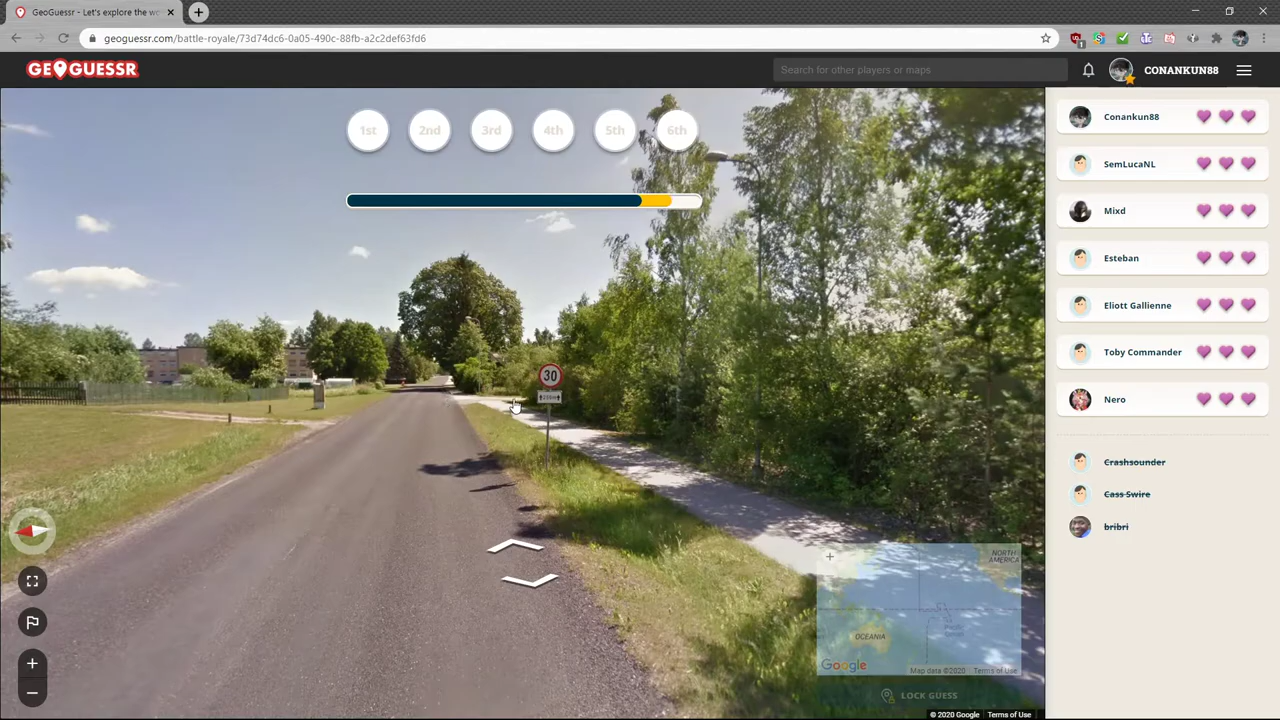 GeoGuessr - Let's explore the wo
geoguessr.com/battle-royale/73d74dc6-0a05-490c-88fb-a2c2def63fd6
GEOGUESSR
Search for other players or maps
CONANKUN88
1st 2nd 3rd 4th 5th 6th
Conankun88
SemLucaNL
Mixd
Esteban
Eliott Gallienne
Toby Commander
Nero
Crashsounder
Cass Swire
bribri
30
NORTH
AMERICA
OCEANIA
Google
Map data ©2020 Terms of Use
LOCK GUESS
© 2020 Google Terms of Use